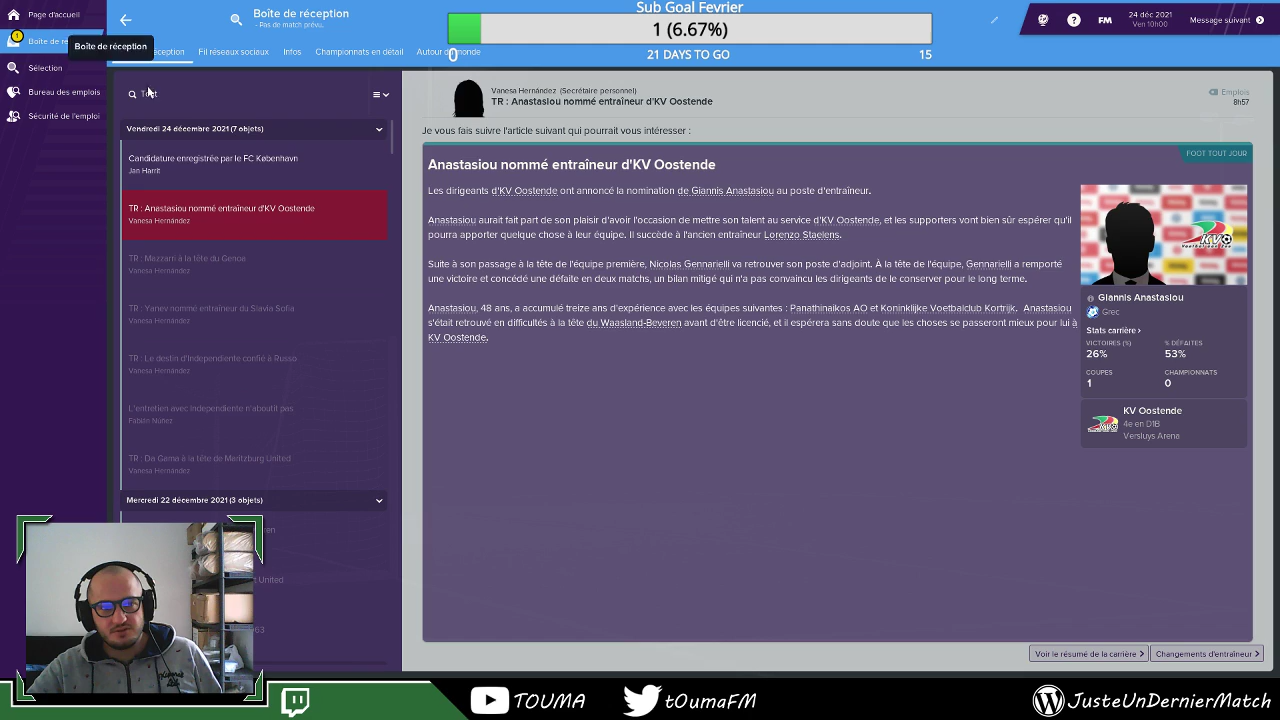 Page d'accueil
1
Boîte de ré
Boîte de réception
Sélection
Bureau des emplois
Sécurité de l'emploi
Boîte de réception
- Pas de match prévu.
Sub Goal Fevrier
1 (6.67%)
0
21 DAYS TO GO
15
FM
24 déc 2021
Ven 10h00
Message suivant
éception
Fil réseaux sociaux
Infos
Championnats en détail
Autour du monde
Vendredi 24 décembre 2021 (7 objets)
Candidature enregistrée par le FC København
Jan Harrit
TR : Anastasiou nommé entraîneur d'KV Oostende
Vanesa Hernández
TR : Mazzarri à la tête du Genoa
Vanesa Hernández
TR : Yanev nommé entraîneur du Slavia Sofia
Vanesa Hernández
TR : Le destin d'Independiente confié à Russo
Vanesa Hernández
L'entretien avec Independiente n'aboutit pas
Fabián Núñez
TR : Da Gama à la tête de Maritzburg United
Vanesa Hernández
Mercredi 22 décembre 2021 (3 objets)
United
Vanesa Hernández (Secrétaire personnel)
TR : Anastasiou nommé entraîneur d'KV Oostende
Emplois
8h57
Je vous fais suivre l'article suivant qui pourrait vous intéresser :
FOOT TOUT JOUR
Anastasiou nommé entraîneur d'KV Oostende
Les dirigeants d'KV Oostende ont annoncé la nomination de Giannis Anastasiou au poste d'entraîneur.
Anastasiou aurait fait part de son plaisir d'avoir l'occasion de mettre son talent au service d'KV Oostende, et les supporters vont bien sûr espérer qu'il
pourra apporter quelque chose à leur équipe. Il succède à l'ancien entraîneur Lorenzo Staelens.
Suite à son passage à la tête de l'équipe première, Nicolas Gennarielli va retrouver son poste d'adjoint. À la tête de l'équipe, Gennarielli a remporté
une victoire et concédé une défaite en deux matchs, un bilan mitigé qui n'a pas convaincu les dirigeants de le conserver pour le long terme.
Anastasiou, 48 ans, a accumulé treize ans d'expérience avec les équipes suivantes : Panathinaikos AO et Koninklijke Voetbalclub Kortrijk. Anastasiou
s'était retrouvé en difficultés à la tête du Waasland-Beveren avant d'être licencié, et il espérera sans doute que les choses se passeront mieux pour lui à
KV Oostende.
Giannis Anastasiou
Grec
Stats carrière
VICTOIRES (%)
% DÉFAITES
26%
53%
COUPES
CHAMPIONNATS
1
0
KV Oostende
4e en D1B
Versluys Arena
Voir le résumé de la carrière
Changements d'entraîneur
TOUMA
tOumaFM
JusteUnDernierMatch